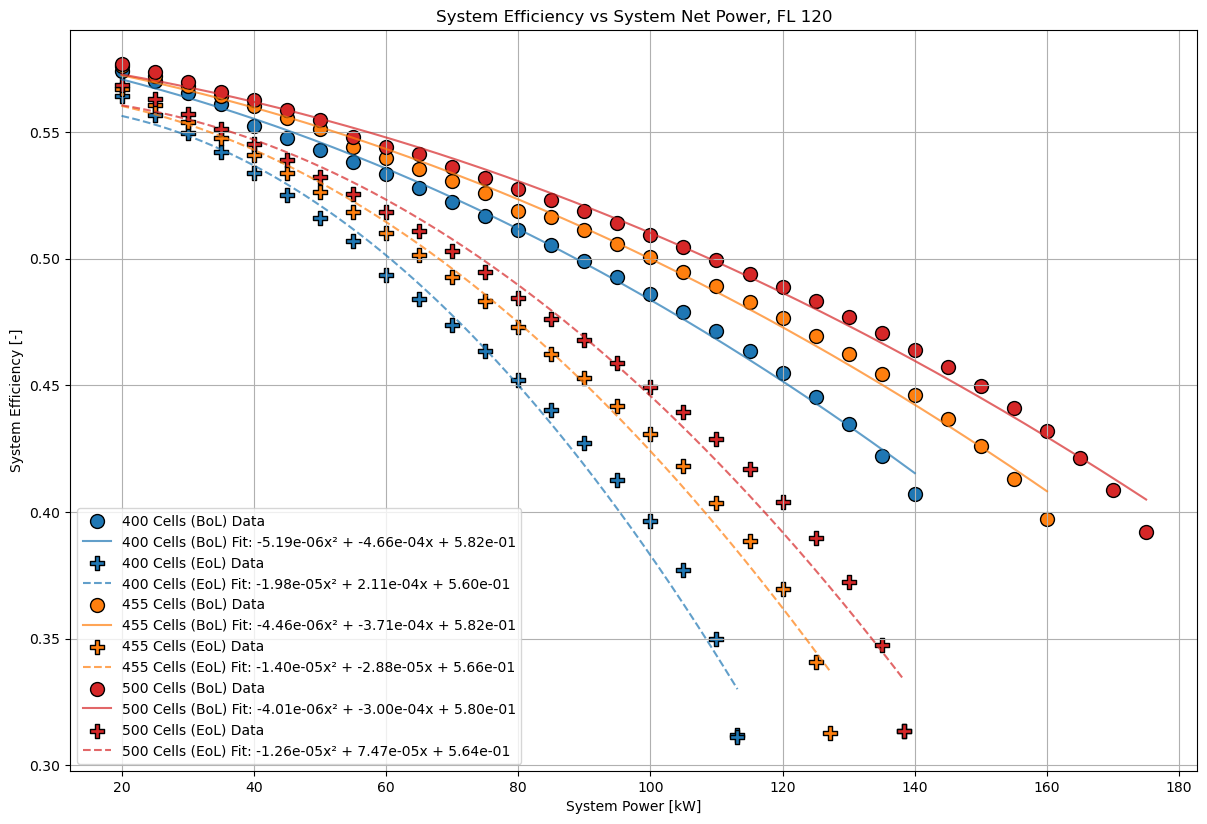 System Efficiency vs System Net Power, FL 120
System Efficiency [-]
0.55
0.50
0.45
0.40
0.35
0.30
400 Cells (BoL) Data
400 Cells (BoL) Fit: -5.19e-06x² + -4.66e-04x + 5.82e-01
400 Cells (EoL) Data
400 Cells (EoL) Fit: -1.98e-05x² + 2.11e-04x + 5.60e-01
455 Cells (BoL) Data
455 Cells (BoL) Fit: -4.46e-06x² + -3.71e-04x + 5.82e-01
455 Cells (EoL) Data
455 Cells (EoL) Fit: -1.40e-05x² + -2.88e-05x + 5.66e-01
500 Cells (BoL) Data
500 Cells (BoL) Fit: -4.01e-06x² + -3.00e-04x + 5.80e-01
500 Cells (EoL) Data
500 Cells (EoL) Fit: -1.26e-05x² + 7.47e-05x + 5.64e-01
20 40 60 80 100 120 140 160 180
System Power [kW]